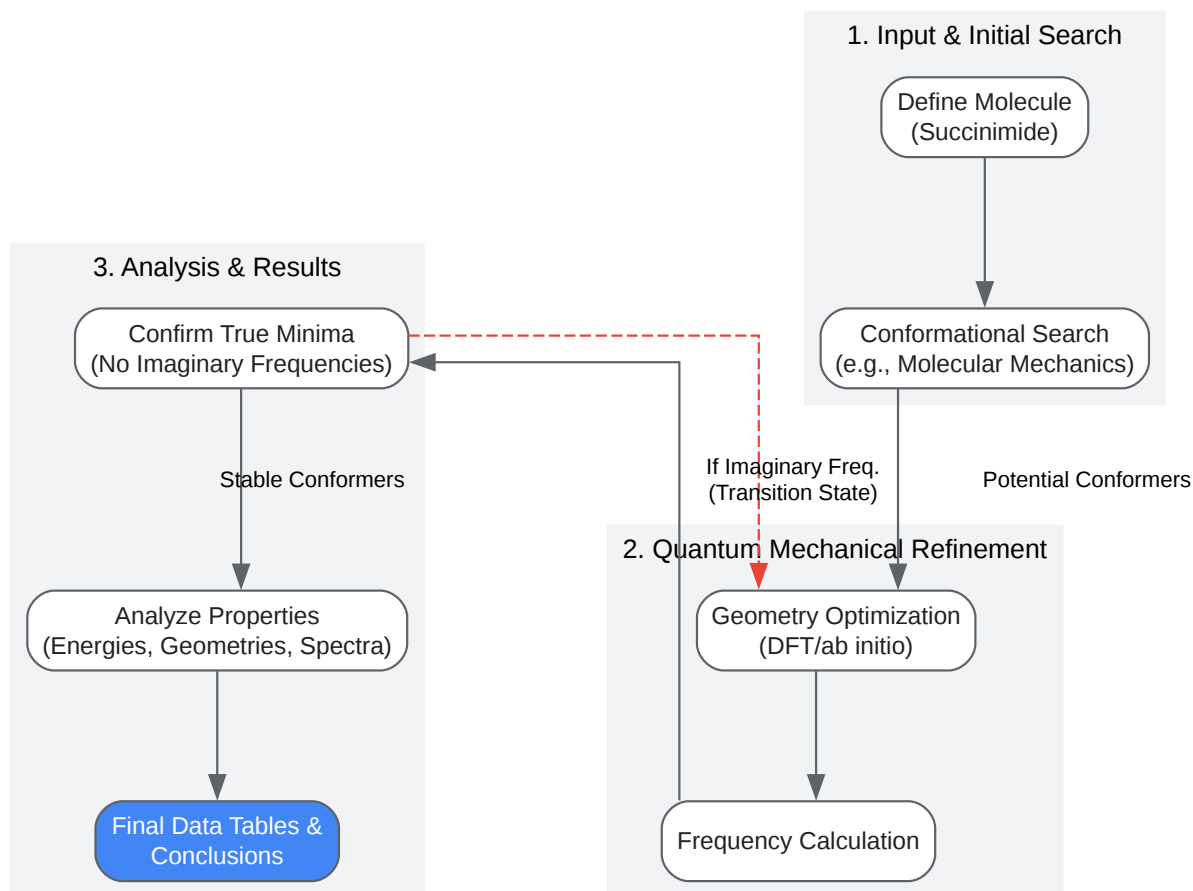 1. Input & Initial Search
Define Molecule
(Succinimide)
Conformational Search
(e.g., Molecular Mechanics)
Potential Conformers
2. Quantum Mechanical Refinement
Geometry Optimization
(DFT/ab initio)
Frequency Calculation
3. Analysis & Results
Confirm True Minima
(No Imaginary Frequencies)
If Imaginary Freq.
(Transition State)
Stable Conformers
Analyze Properties
(Energies, Geometries, Spectra)
Final Data Tables &
Conclusions